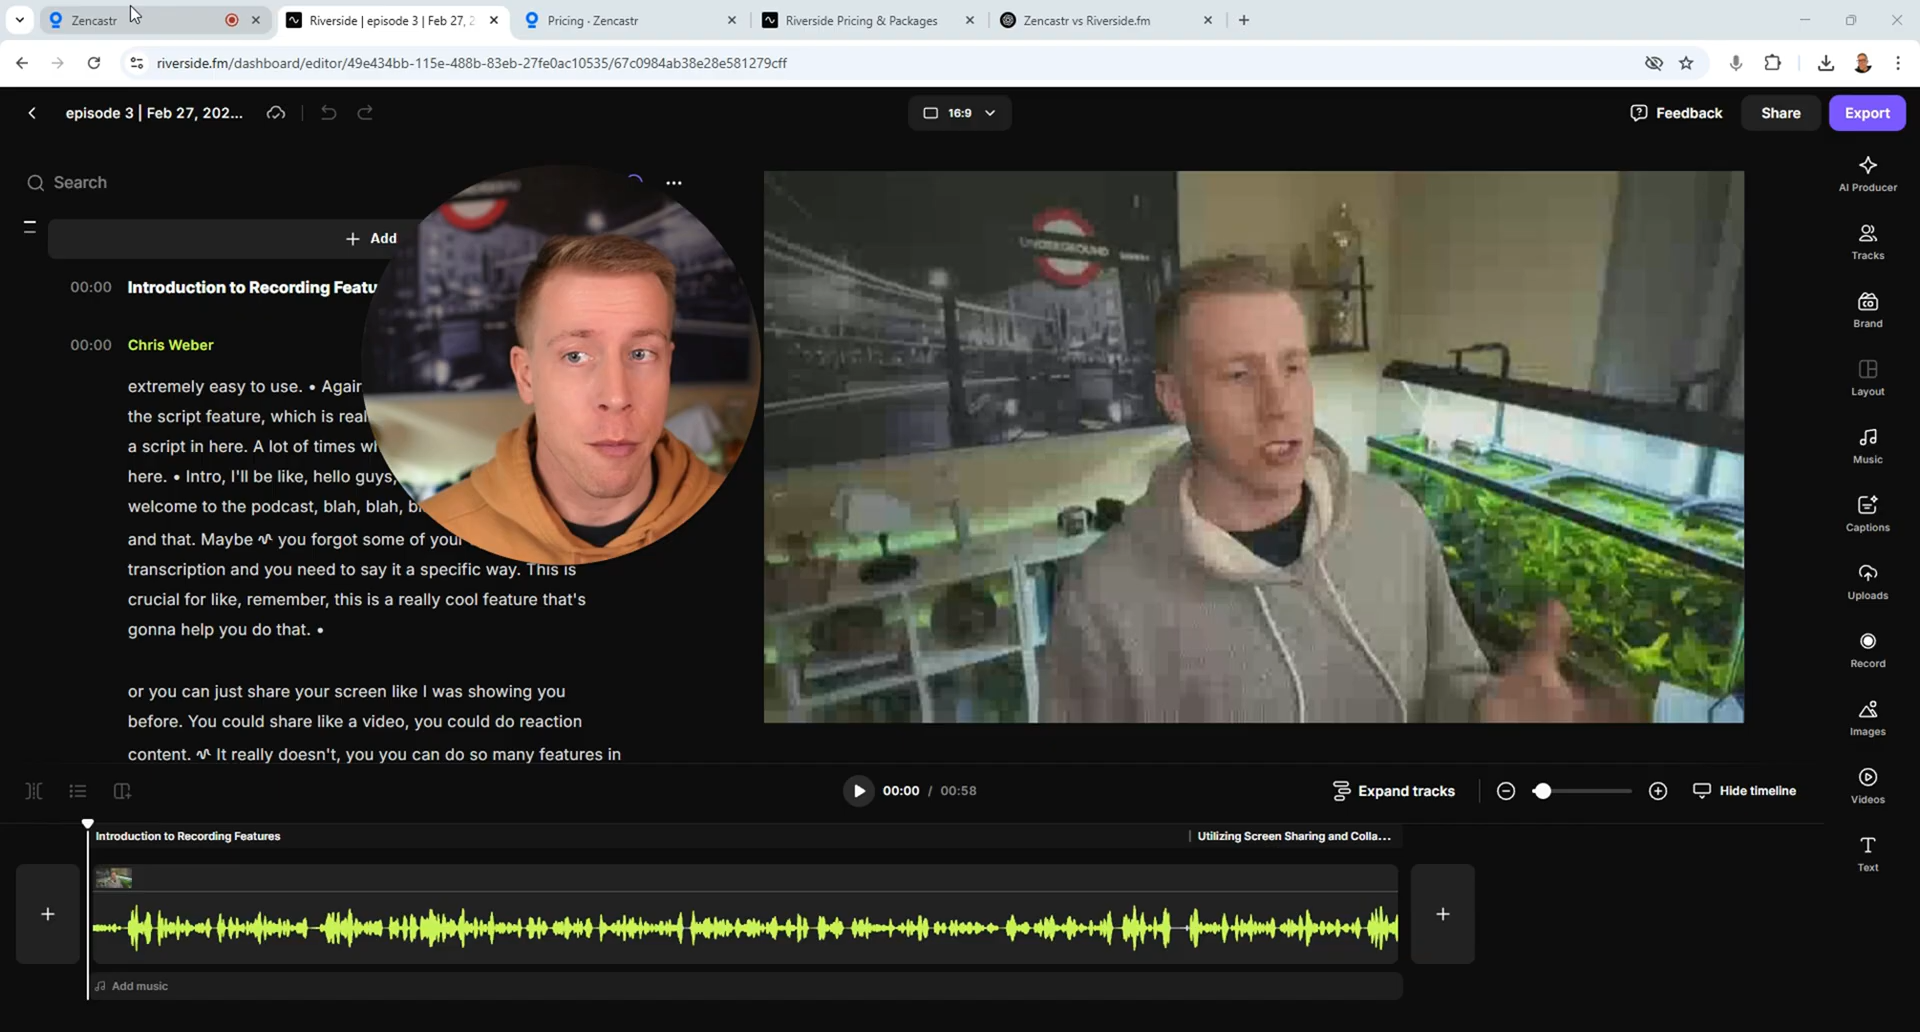 Zencastr
Riverside | episode 3 | Feb 27, 2
Pricing · Zencastr
Riverside Pricing & Packages
Zencastr vs Riverside.fm
riverside.fm/dashboard/editor/49e434bb-115e-488b-83eb-27fe0ac10535/67c0984ab38e28e581279cff
episode 3 | Feb 27, 202...
16:9
Feedback
Share
Export
Search
Add
00:00 Introduction to Recording Featu
00:00 Chris Weber
extremely easy to use. • Again
the script feature, which is real
a script in here. A lot of times wh
here. • Intro, I'll be like, hello guys,
welcome to the podcast, blah, blah, bl
and that. Maybe you forgot some of your
transcription and you need to say it a specific way. This is
crucial for like, remember, this is a really cool feature that's
gonna help you do that. •
or you can just share your screen like I was showing you
before. You could share like a video, you could do reaction
content. It really doesn't, you you can do so many features in
UNDERGROUND
AI Producer
Tracks
Brand
Layout
Music
Captions
Uploads
Record
Images
Videos
Text
00:00 / 00:58
Expand tracks
Hide timeline
Introduction to Recording Features
Utilizing Screen Sharing and Colla...
Add music